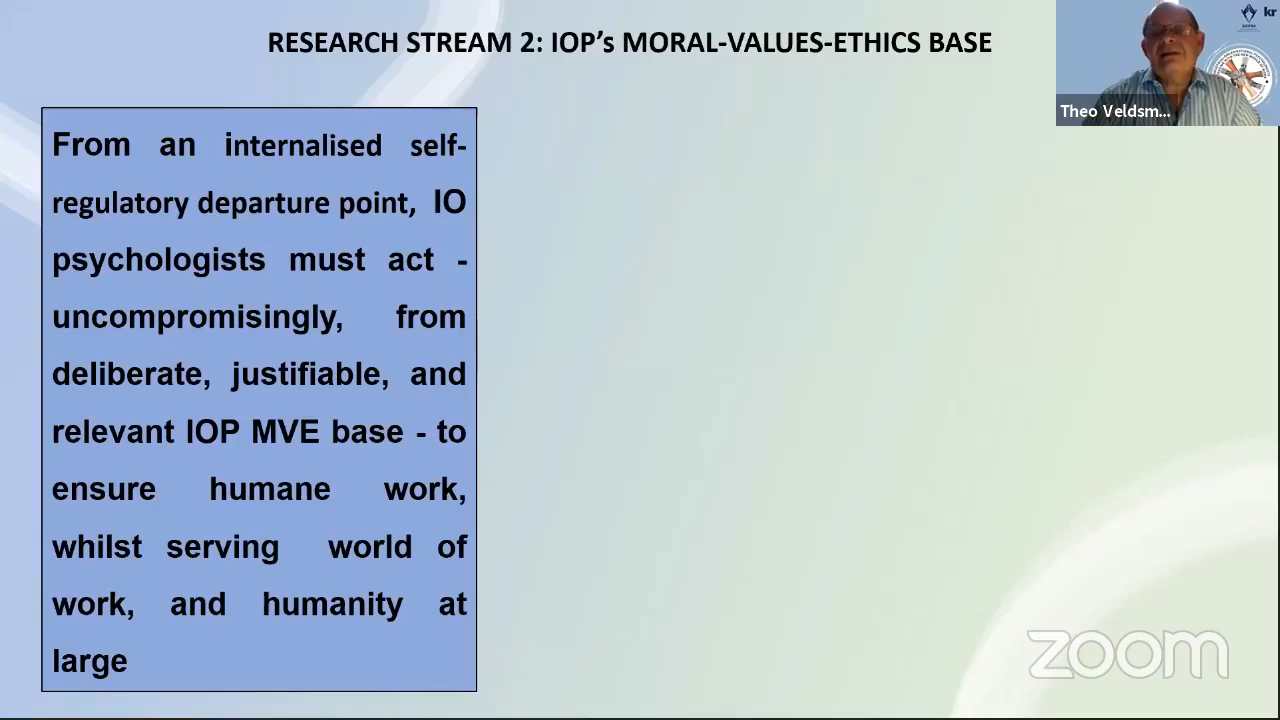 RESEARCH STREAM 2: IOP’s MORAL-VALUES-ETHICS BASE
kr
Theo Veldsm...
From an internalised self-
regulatory departure point, IO
psychologists must act -
uncompromisingly, from
deliberate, justifiable, and
relevant IOP MVE base - to
ensure humane work,
whilst serving world of
work, and humanity at
large
zoom